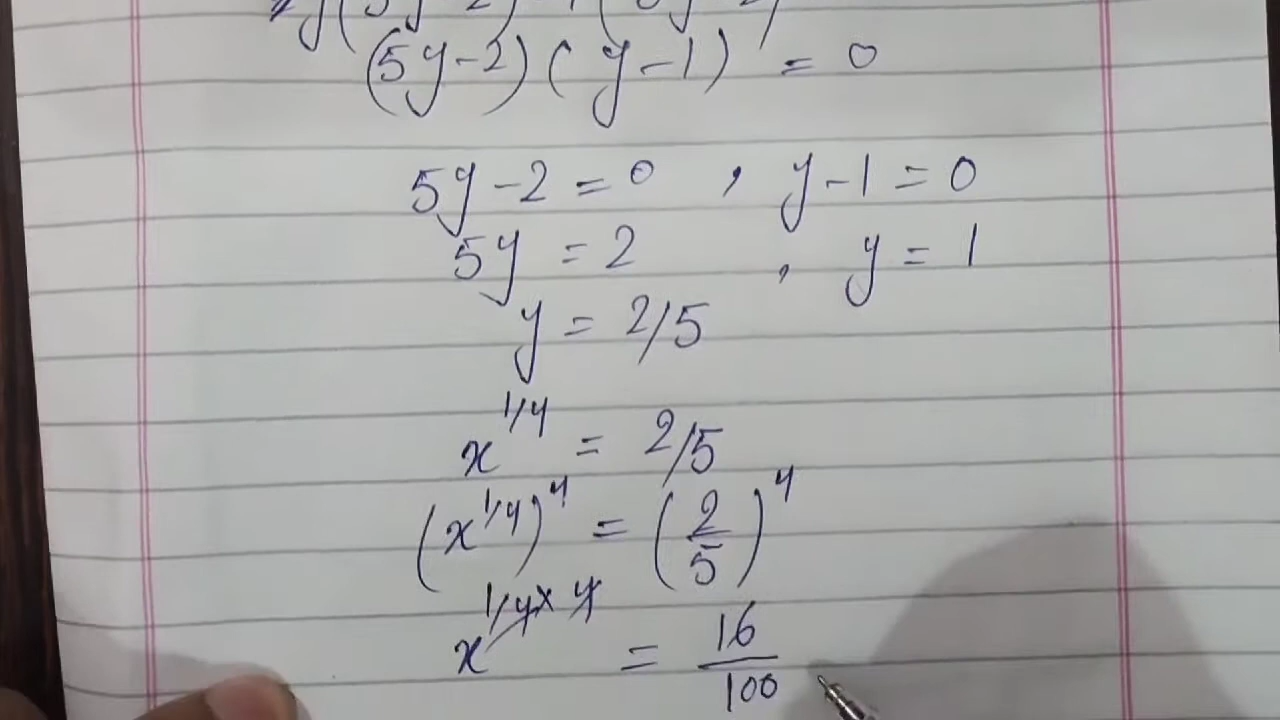 (5y-2)(y-1) = 0
5y-2 = 0 , y-1 = 0
5y = 2 , y = 1
y = 2/5
x^1/4 = 2/5
(x^1/4)^4 = (2/5)^4
x^1/4×4 = 16/100